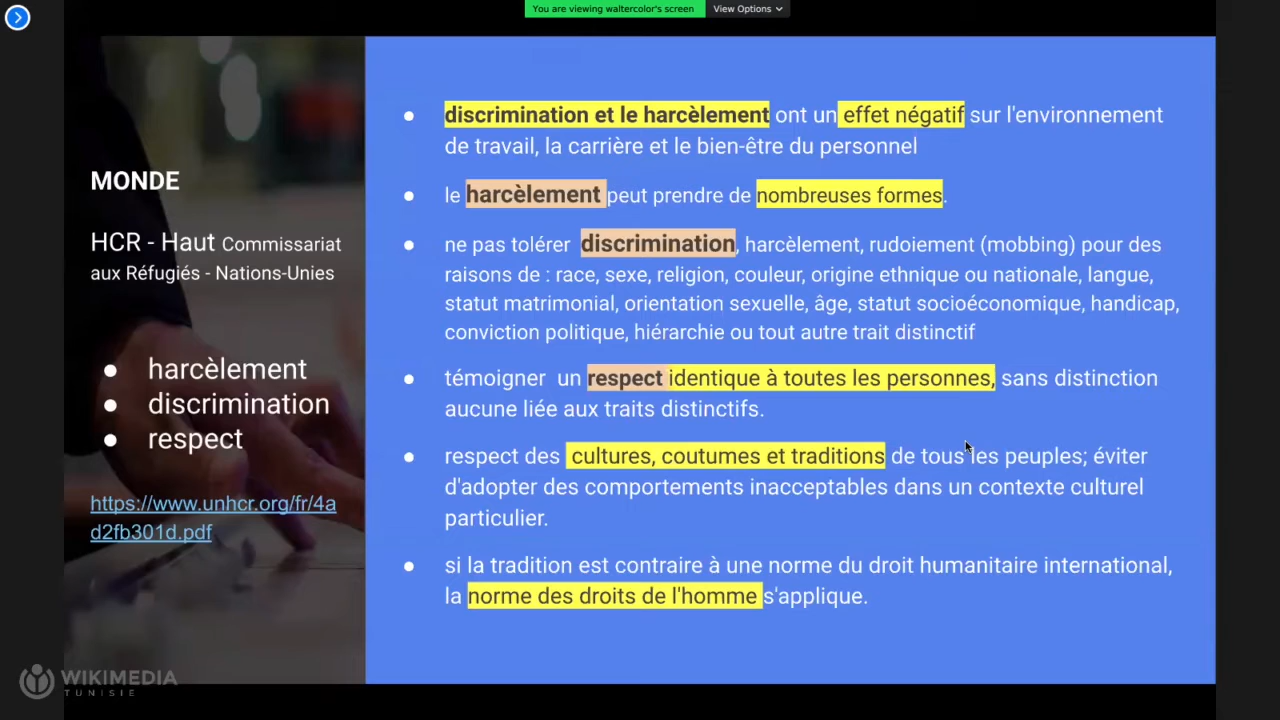 You are viewing waltercolor's screen
View Options
MONDE
HCR - Haut Commissariat
aux Réfugiés - Nations-Unies
● harcèlement
● discrimination
● respect
https://www.unhcr.org/fr/4a
d2fb301d.pdf
● discrimination et le harcèlement ont un effet négatif sur l'environnement
de travail, la carrière et le bien-être du personnel
● le harcèlement peut prendre de nombreuses formes.
● ne pas tolérer discrimination, harcèlement, rudoiement (mobbing) pour des
raisons de : race, sexe, religion, couleur, origine ethnique ou nationale, langue,
statut matrimonial, orientation sexuelle, âge, statut socioéconomique, handicap,
conviction politique, hiérarchie ou tout autre trait distinctif
● témoigner un respect identique à toutes les personnes, sans distinction
aucune liée aux traits distinctifs.
● respect des cultures, coutumes et traditions de tous les peuples; éviter
d'adopter des comportements inacceptables dans un contexte culturel
particulier.
● si la tradition est contraire à une norme du droit humanitaire international,
la norme des droits de l'homme s'applique.
WIKIMEDIA
TUNISIE